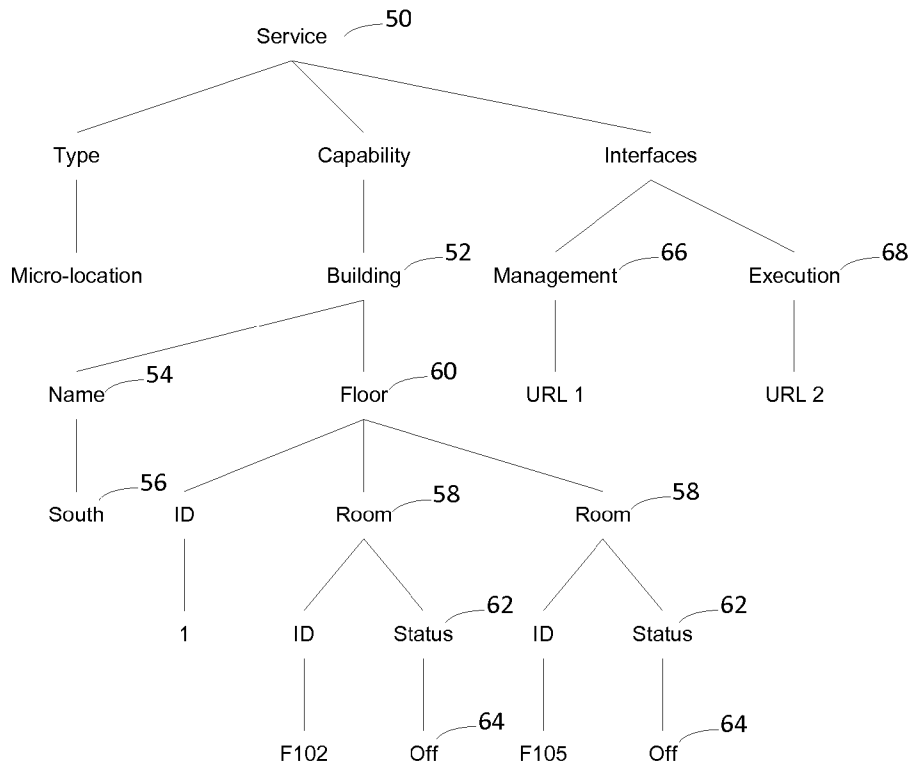 Service 50
Type Capability Interfaces
Micro-location Building 52 Management 66 Execution 68
Name 54 Floor 60 URL 1 URL 2
South 56 ID Room 58 Room 58
1 ID Status 62 ID Status 62
F102 Off 64 F105 Off 64